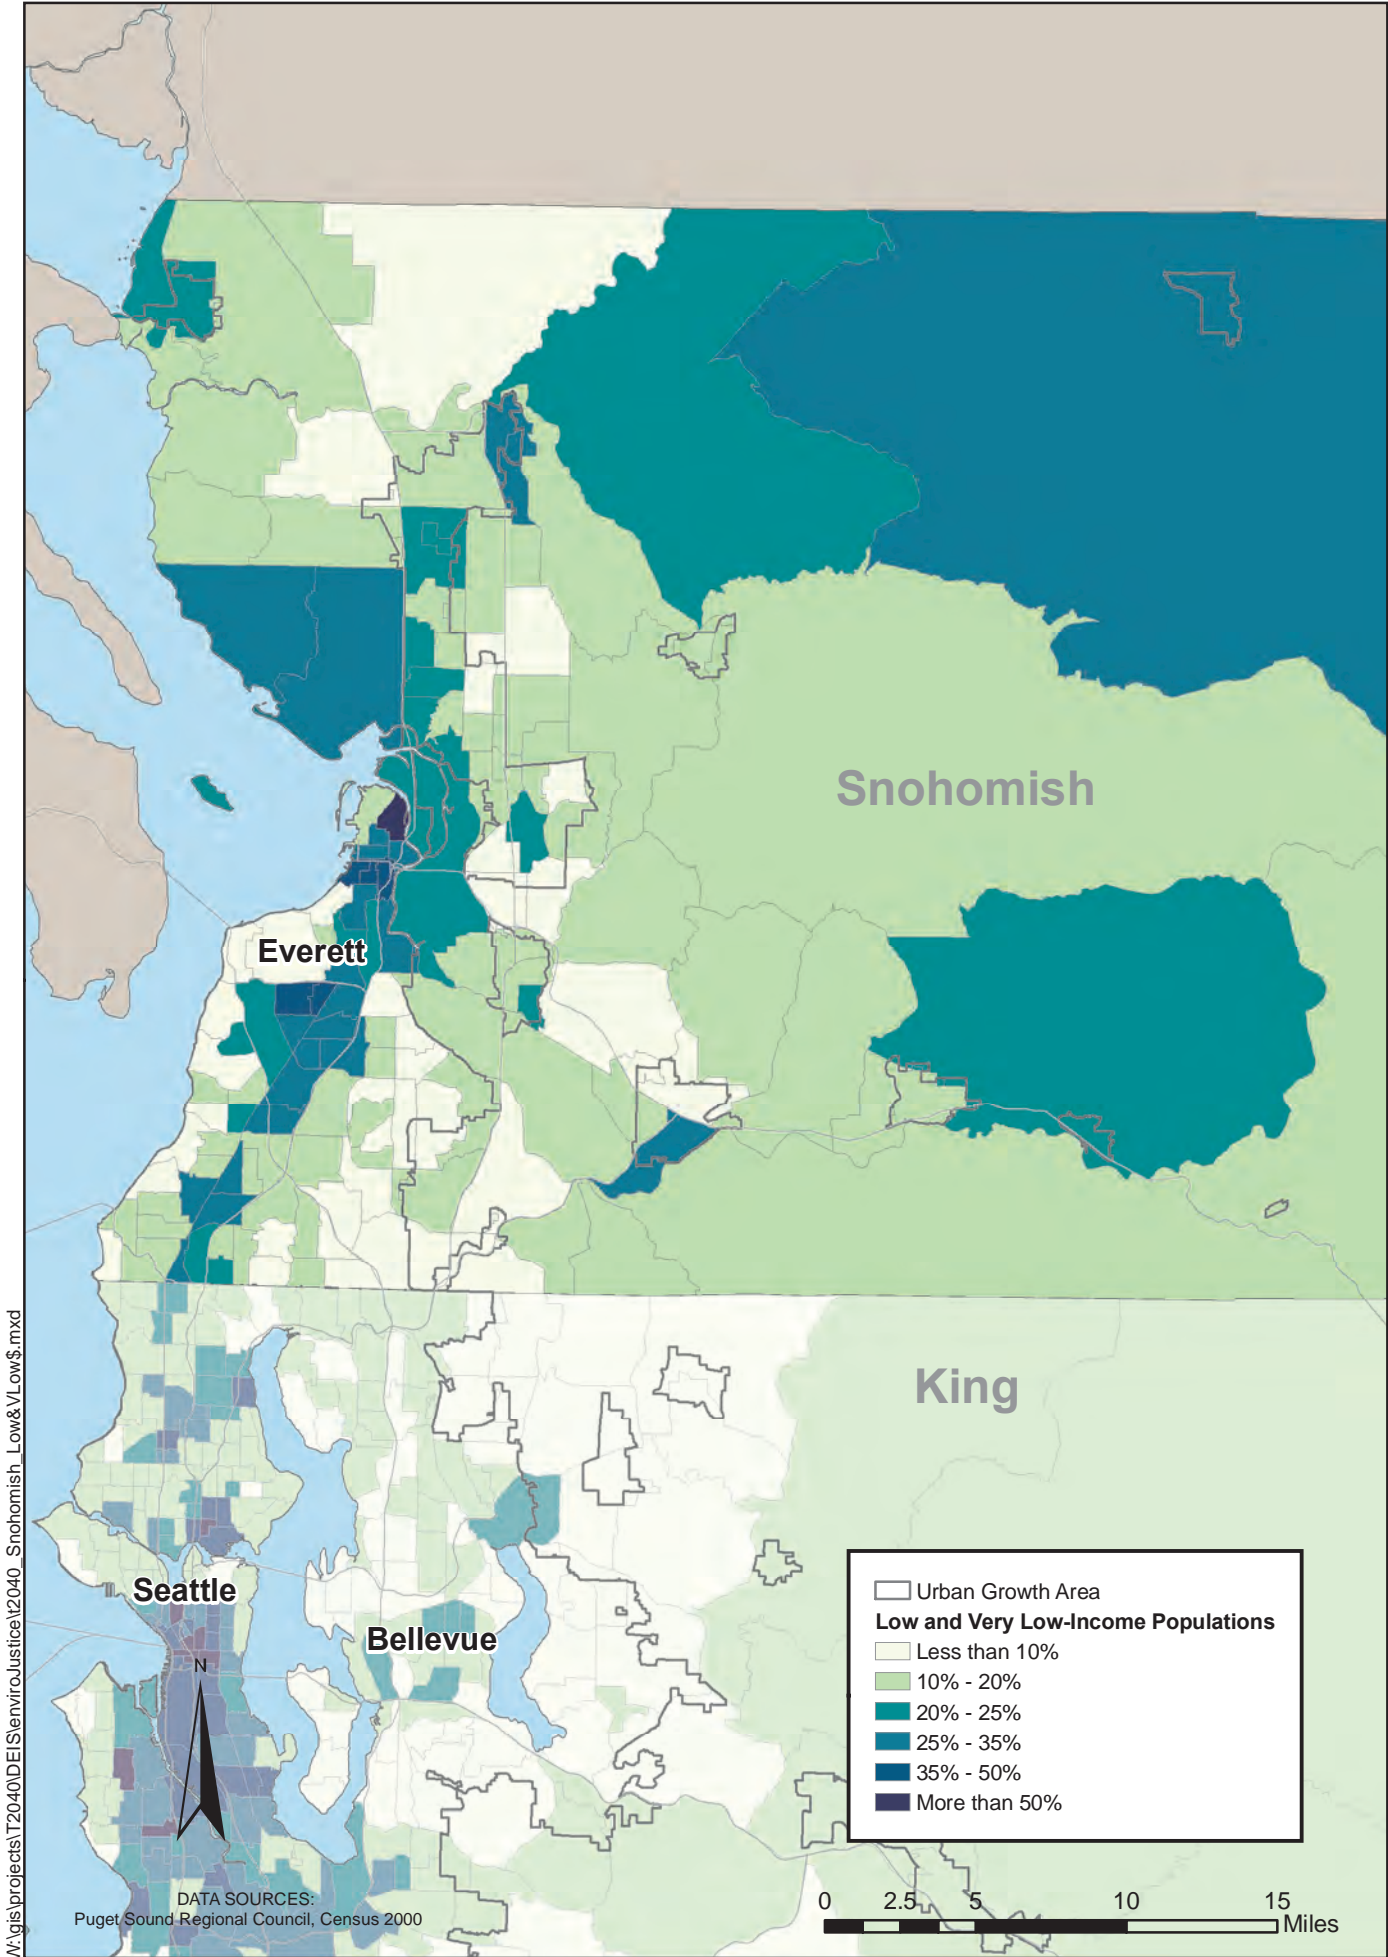 Snohomish
Everett
King
Seattle
Bellevue
N
Urban Growth Area
Low and Very Low-Income Populations
Less than 10%
10% - 20%
20% - 25%
25% - 35%
35% - 50%
More than 50%
DATA SOURCES:
Puget Sound Regional Council, Census 2000
0 2.5 5 10 15
Miles
W:\gis\projects\T2040\DEIS\enviroJustice\t2040_Snohomish_Low&VLow$.mxd